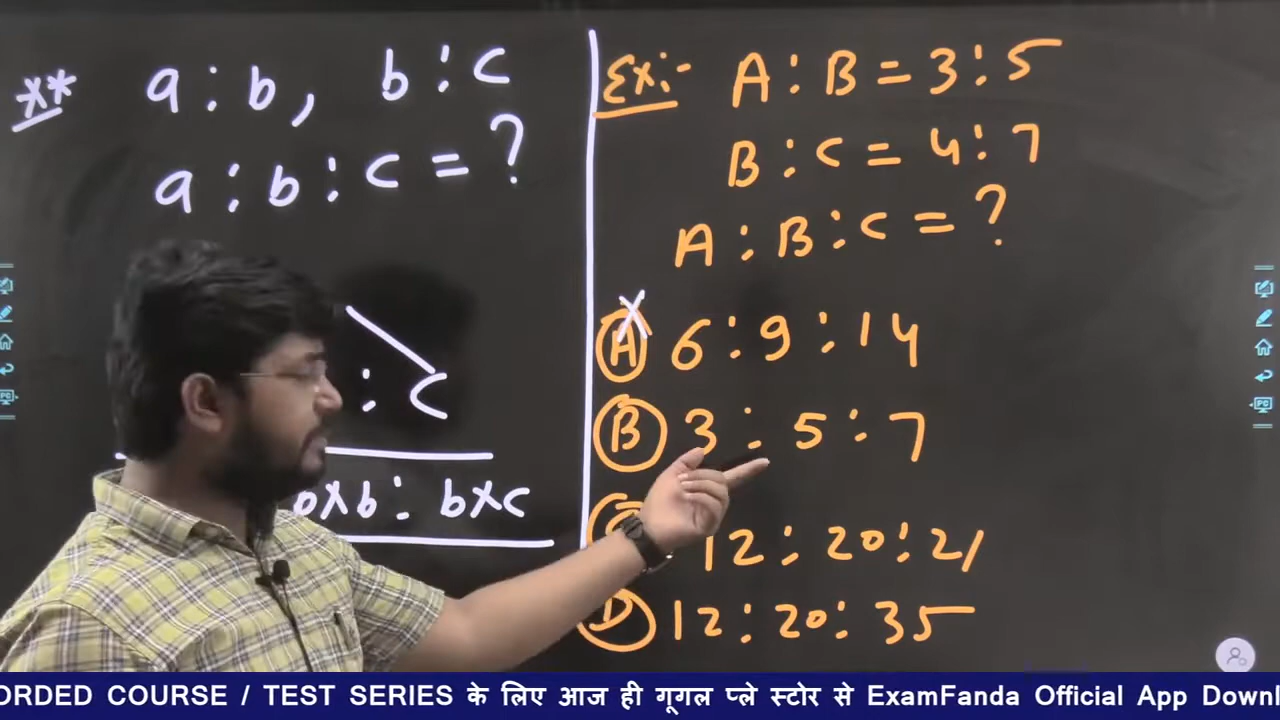 ** a : b, b : c
a : b : c = ?
: c
b×b : b×c
Ex:- A : B = 3 : 5
B : C = 4 : 7
A : B : C = ?
A 6 : 9 : 14
B 3 : 5 : 7
12 : 20 : 21
D 12 : 20 : 35
ORDED COURSE / TEST SERIES के लिए आज ही गूगल प्ले स्टोर से ExamFanda Official App Down